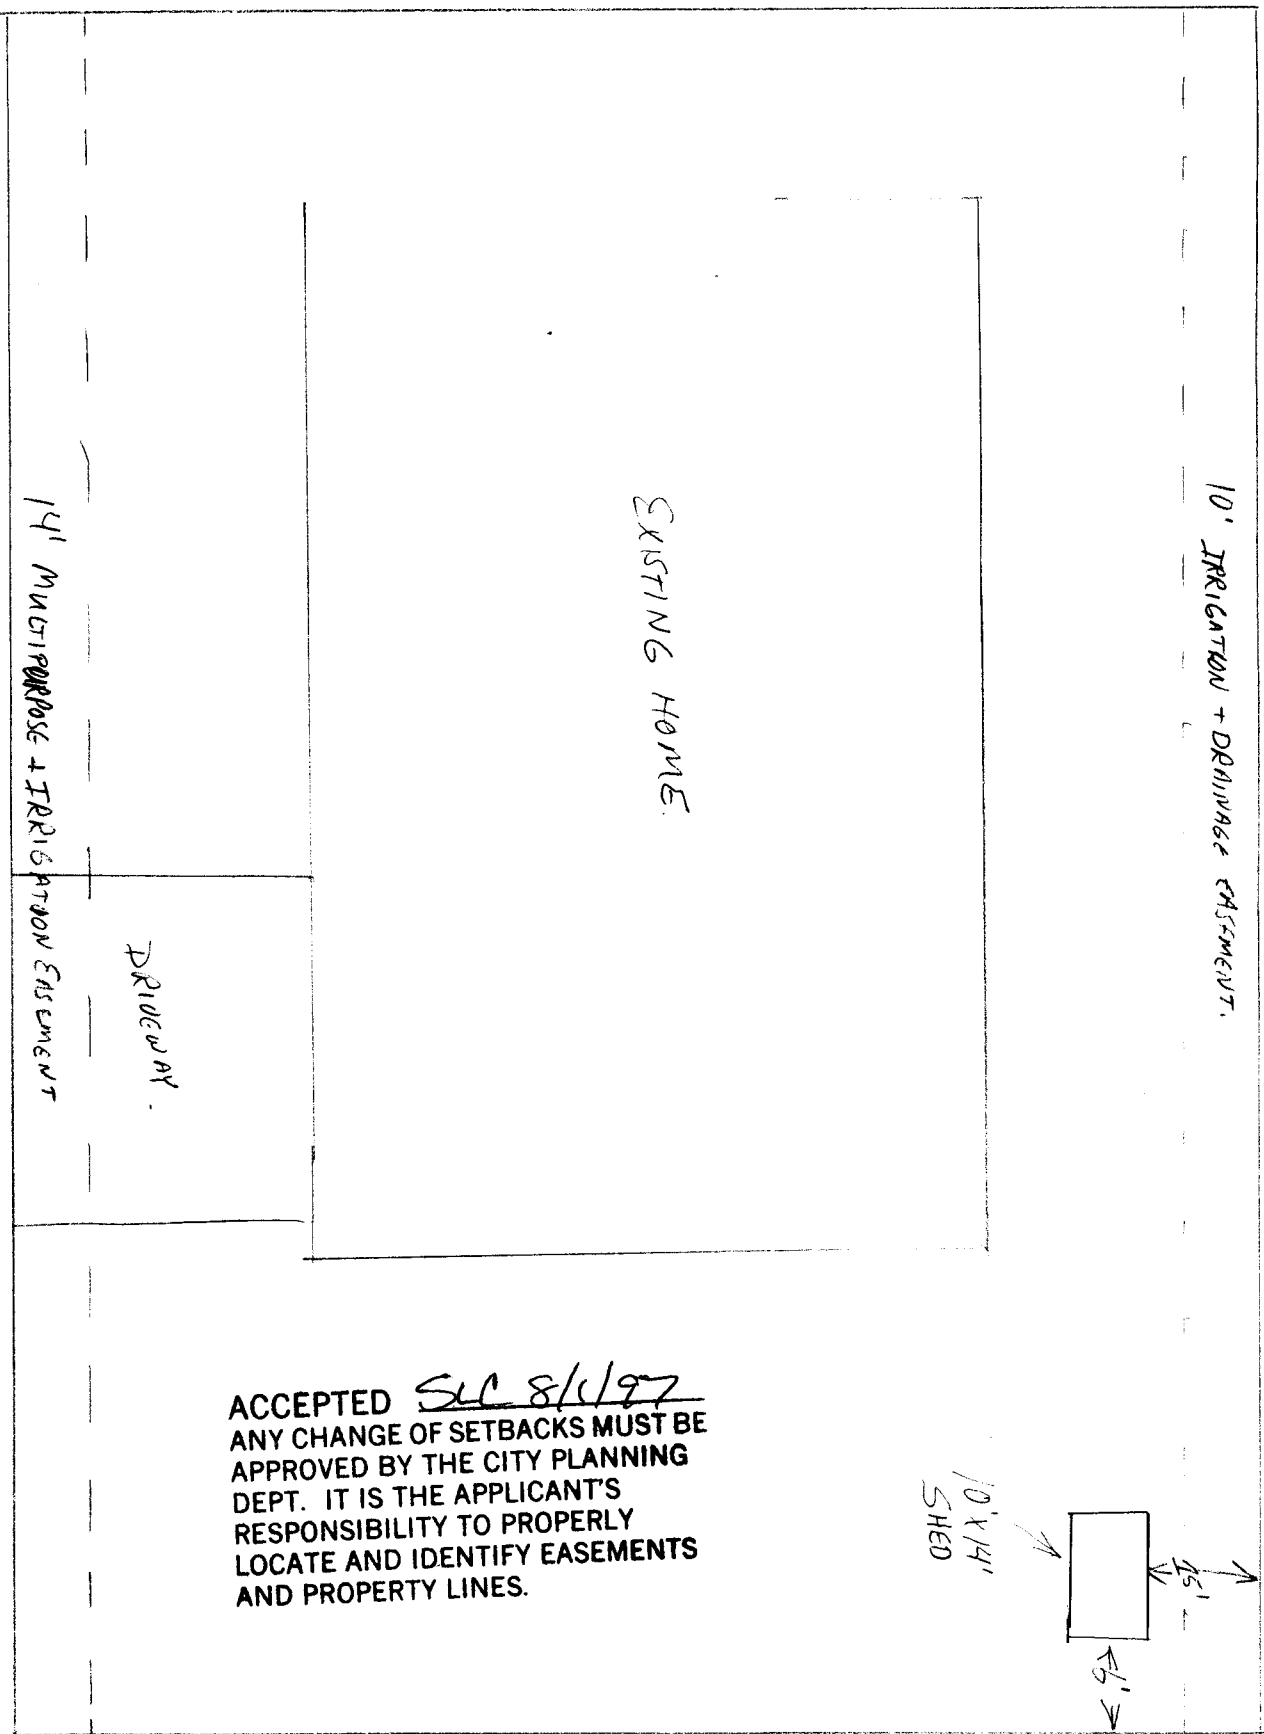 10' IRRIGATION + DRAINAGE EASEMENT.
EXISTING HOME.
DRIVEWAY.
14' MULTIPURPOSE + IRRIGATION EASEMENT
10' X 14'
SHED
15'
ACCEPTED SLC 8/1/97
ANY CHANGE OF SETBACKS MUST BE
APPROVED BY THE CITY PLANNING
DEPT. IT IS THE APPLICANT'S
RESPONSIBILITY TO PROPERLY
LOCATE AND IDENTIFY EASEMENTS
AND PROPERTY LINES.